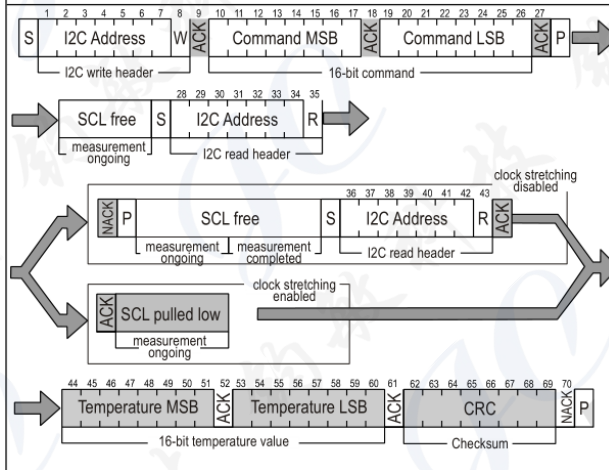 1 2 3 4 5 6 7 8 9 10 11 12 13 14 15 16 17 18 19 20 21 22 23 24 25 26 27
S I2C Address W ACK Command MSB ACK Command LSB ACK P
I2C write header 16-bit command
28 29 30 31 32 33 34 35
SCL free S I2C Address R
measurement ongoing I2C read header
clock stretching disabled
36 37 38 39 40 41 42 43
NACK P SCL free S I2C Address R ACK
measurement ongoing measurement completed I2C read header
clock stretching enabled
ACK SCL pulled low
measurement ongoing
44 45 46 47 48 49 50 51 52 53 54 55 56 57 58 59 60 61 62 63 64 65 66 67 68 69 70
Temperature MSB ACK Temperature LSB ACK CRC NACK P
16-bit temperature value Checksum